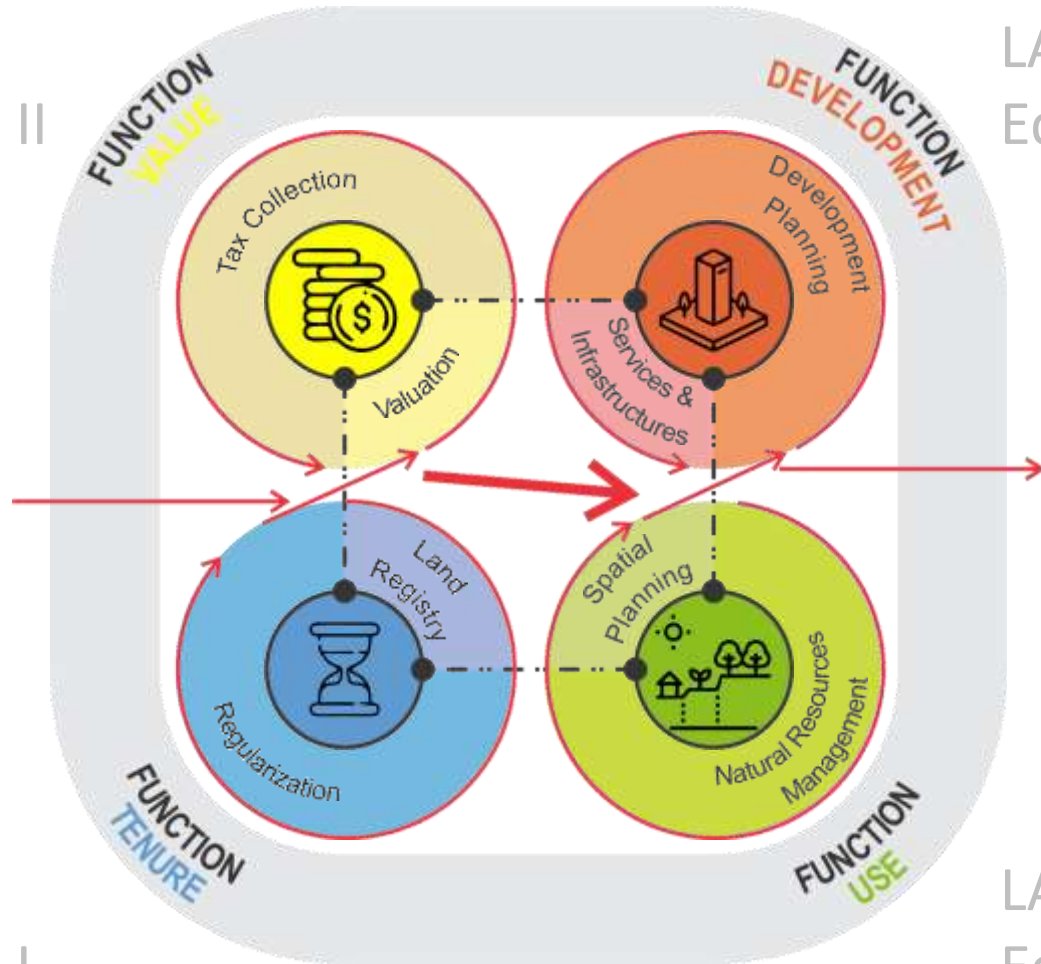 II
FUNCTION
VALUE
FUNCTION
DEVELOPMENT
Tax Collection
Valuation
Development
Planning
Services &
Infrastructures
$
Land
Registry
Regularization
Spatial
Planning
Natural Resources
Management
FUNCTION
TENURE
FUNCTION
USE